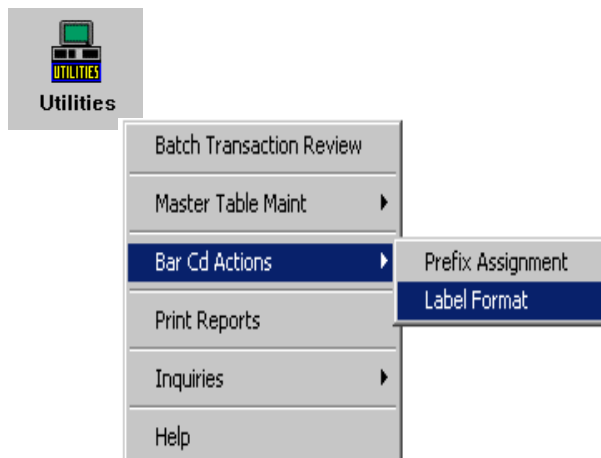 UTILITIES
Utilities
Batch Transaction Review
Master Table Maint
Bar Cd Actions
Prefix Assignment
Label Format
Print Reports
Inquiries
Help